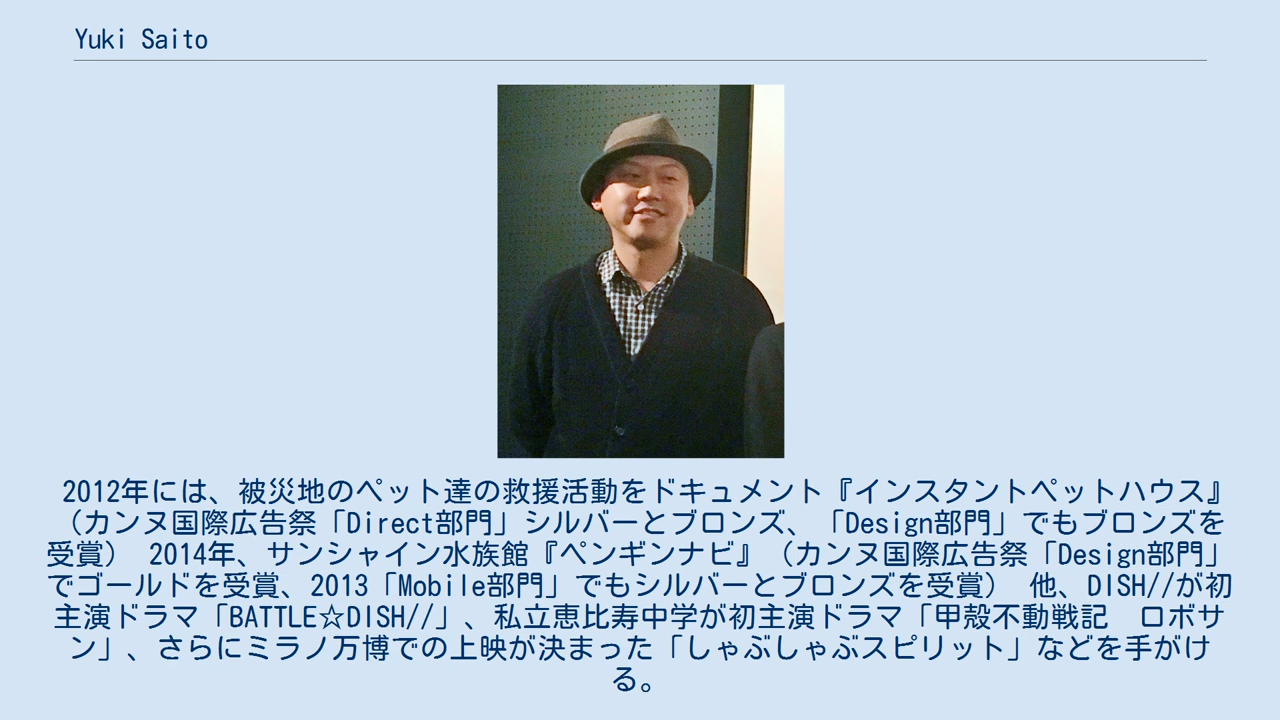 Yuki Saito
2012年には、被災地のペット達の救援活動をドキュメント『インスタントペットハウス』
（カンヌ国際広告祭「Direct部門」シルバーとブロンズ、「Design部門」でもブロンズを
受賞） 2014年、サンシャイン水族館『ペンギンナビ』（カンヌ国際広告祭「Design部門」
でゴールドを受賞、2013「Mobile部門」でもシルバーとブロンズを受賞） 他、DISH//が初
主演ドラマ「BATTLE☆DISH//」、私立恵比寿中学が初主演ドラマ「甲殻不動戦記　ロボサ
ン」、さらにミラノ万博での上映が決まった「しゃぶしゃぶスピリット」などを手がけ
る。